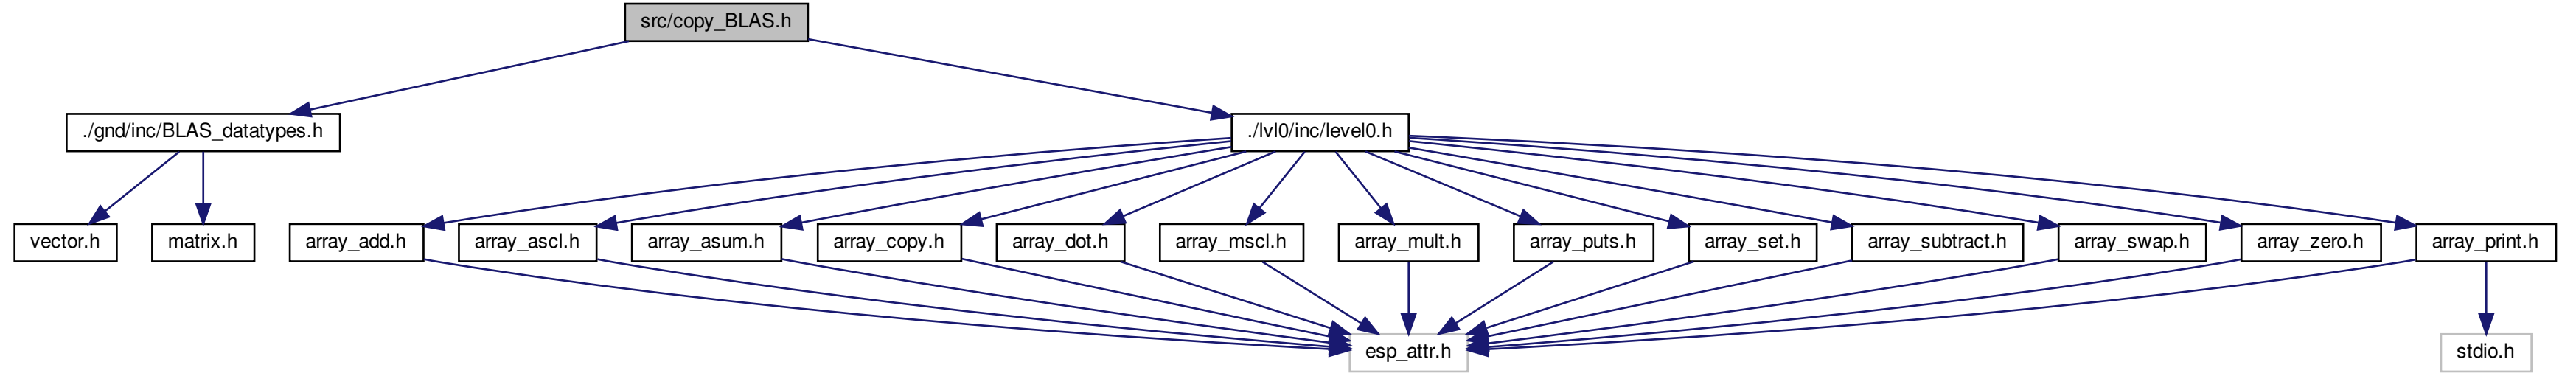 src/copy_BLAS.h
./gnd/inc/BLAS_datatypes.h
./lvl0/inc/level0.h
vector.h
matrix.h
array_add.h
array_ascl.h
array_asum.h
array_copy.h
array_dot.h
array_mscl.h
array_mult.h
array_puts.h
array_set.h
array_subtract.h
array_swap.h
array_zero.h
array_print.h
esp_attr.h
stdio.h